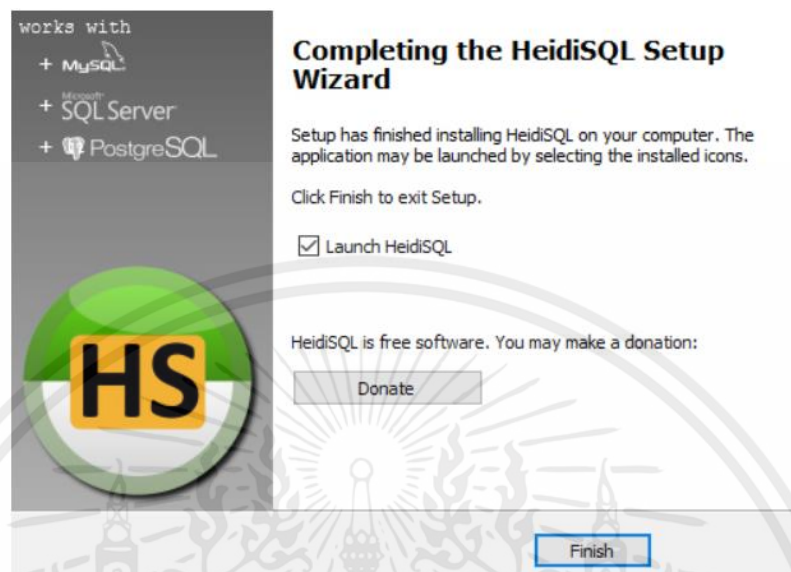 works with
+ MySQL
+ Microsoft SQL Server
+ PostgreSQL
HS
Completing the HeidiSQL Setup
Wizard
Setup has finished installing HeidiSQL on your computer. The
application may be launched by selecting the installed icons.
Click Finish to exit Setup.
Launch HeidiSQL
HeidiSQL is free software. You may make a donation:
Donate
Finish